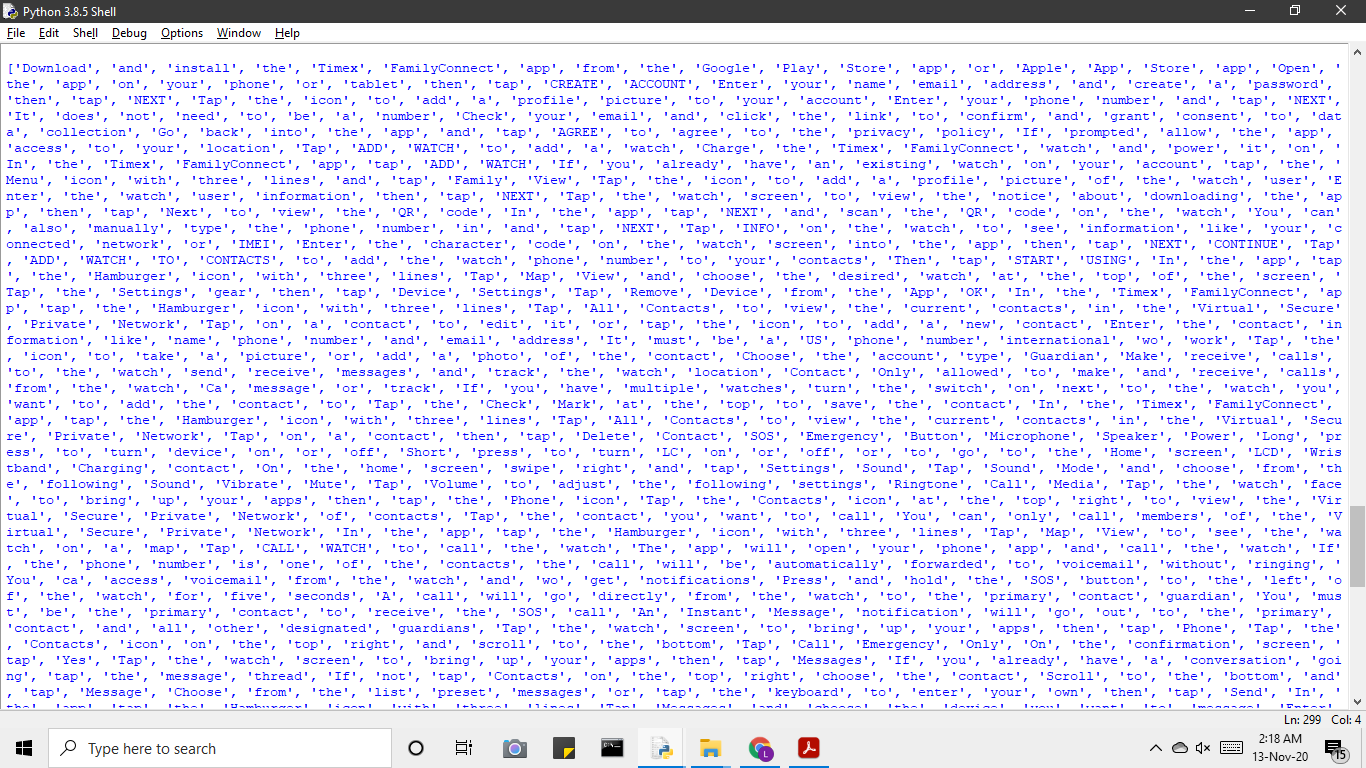 Python 3.8.5 Shell
File Edit Shell Debug Options Window Help
['Download', 'and', 'install', 'the', 'Timex', 'FamilyConnect', 'app', 'from', 'the', 'Google', 'Play', 'Store', 'app', 'or', 'Apple', 'App', 'Store', 'app', 'Open', '
the', 'app', 'on', 'your', 'phone', 'or', 'tablet', 'then', 'tap', 'CREATE', 'ACCOUNT', 'Enter', 'your', 'name', 'email', 'address', 'and', 'create', 'a', 'password',
'then', 'tap', 'NEXT', 'Tap', 'the', 'icon', 'to', 'add', 'a', 'profile', 'picture', 'to', 'your', 'account', 'Enter', 'your', 'phone', 'number', 'and', 'tap', 'NEXT',
'It', 'does', 'not', 'need', 'to', 'be', 'a', 'number', 'Check', 'your', 'email', 'and', 'click', 'the', 'link', 'to', 'confirm', 'and', 'grant', 'consent', 'to', 'dat
a', 'collection', 'Go', 'back', 'into', 'the', 'app', 'and', 'tap', 'AGREE', 'to', 'agree', 'to', 'the', 'privacy', 'policy', 'If', 'prompted', 'allow', 'the', 'app',
'access', 'to', 'your', 'location', 'Tap', 'ADD', 'WATCH', 'to', 'add', 'a', 'watch', 'Charge', 'the', 'Timex', 'FamilyConnect', 'watch', 'and', 'power', 'it', 'on', '
In', 'the', 'Timex', 'FamilyConnect', 'app', 'tap', 'ADD', 'WATCH', 'If', 'you', 'already', 'have', 'an', 'existing', 'watch', 'on', 'your', 'account', 'tap', 'the', '
Menu', 'icon', 'with', 'three', 'lines', 'and', 'tap', 'Family', 'View', 'Tap', 'the', 'icon', 'to', 'add', 'a', 'profile', 'picture', 'of', 'the', 'watch', 'user', 'E
nter', 'the', 'watch', 'user', 'information', 'then', 'tap', 'NEXT', 'Tap', 'the', 'watch', 'screen', 'to', 'view', 'the', 'notice', 'about', 'downloading', 'the', 'ap
p', 'then', 'tap', 'Next', 'to', 'view', 'the', 'QR', 'code', 'In', 'the', 'app', 'tap', 'NEXT', 'and', 'scan', 'the', 'QR', 'code', 'on', 'the', 'watch', 'You', 'can'
, 'also', 'manually', 'type', 'the', 'phone', 'number', 'in', 'and', 'tap', 'NEXT', 'Tap', 'INFO', 'on', 'the', 'watch', 'to', 'see', 'information', 'like', 'your', 'c
onnected', 'network', 'or', 'IMEI', 'Enter', 'the', 'character', 'code', 'on', 'the', 'watch', 'screen', 'into', 'the', 'app', 'then', 'tap', 'NEXT', 'CONTINUE', 'Tap'
, 'ADD', 'WATCH', 'TO', 'CONTACTS', 'to', 'add', 'the', 'watch', 'phone', 'number', 'to', 'your', 'contacts', 'Then', 'tap', 'START', 'USING', 'In', 'the', 'app', 'tap
', 'the', 'Hamburger', 'icon', 'with', 'three', 'lines', 'Tap', 'Map', 'View', 'and', 'choose', 'the', 'desired', 'watch', 'at', 'the', 'top', 'of', 'the', 'screen', '
Tap', 'the', 'Settings', 'gear', 'then', 'tap', 'Device', 'Settings', 'Tap', 'Remove', 'Device', 'from', 'the', 'App', 'OK', 'In', 'the', 'Timex', 'FamilyConnect', 'ap
p', 'tap', 'the', 'Hamburger', 'icon', 'with', 'three', 'lines', 'Tap', 'All', 'Contacts', 'to', 'view', 'the', 'current', 'contacts', 'in', 'the', 'Virtual', 'Secure'
, 'Private', 'Network', 'Tap', 'on', 'a', 'contact', 'to', 'edit', 'it', 'or', 'tap', 'the', 'icon', 'to', 'add', 'a', 'new', 'contact', 'Enter', 'the', 'contact', 'in
formation', 'like', 'name', 'phone', 'number', 'and', 'email', 'address', 'It', 'must', 'be', 'a', 'US', 'phone', 'number', 'international', 'wo', 'work', 'Tap', 'the'
, 'icon', 'to', 'take', 'a', 'picture', 'or', 'add', 'a', 'photo', 'of', 'the', 'contact', 'Choose', 'the', 'account', 'type', 'Guardian', 'Make', 'receive', 'calls',
'to', 'the', 'watch', 'send', 'receive', 'messages', 'and', 'track', 'the', 'watch', 'location', 'Contact', 'Only', 'allowed', 'to', 'make', 'and', 'receive', 'calls',
'from', 'the', 'watch', 'Ca', 'message', 'or', 'track', 'If', 'you', 'have', 'multiple', 'watches', 'turn', 'the', 'switch', 'on', 'next', 'to', 'the', 'watch', 'you',
'want', 'to', 'add', 'the', 'contact', 'to', 'Tap', 'the', 'Check', 'Mark', 'at', 'the', 'top', 'to', 'save', 'the', 'contact', 'In', 'the', 'Timex', 'FamilyConnect',
'app', 'tap', 'the', 'Hamburger', 'icon', 'with', 'three', 'lines', 'Tap', 'All', 'Contacts', 'to', 'view', 'the', 'current', 'contacts', 'in', 'the', 'Virtual', 'Secu
re', 'Private', 'Network', 'Tap', 'on', 'a', 'contact', 'then', 'tap', 'Delete', 'Contact', 'SOS', 'Emergency', 'Button', 'Microphone', 'Speaker', 'Power', 'Long', 'pr
ess', 'to', 'turn', 'device', 'on', 'or', 'off', 'Short', 'press', 'to', 'turn', 'LC', 'on', 'or', 'off', 'or', 'to', 'go', 'to', 'the', 'Home', 'screen', 'LCD', 'Wris
tband', 'Charging', 'contact', 'On', 'the', 'home', 'screen', 'swipe', 'right', 'and', 'tap', 'Settings', 'Sound', 'Tap', 'Sound', 'Mode', 'and', 'choose', 'from', 'th
e', 'following', 'Sound', 'Vibrate', 'Mute', 'Tap', 'Volume', 'to', 'adjust', 'the', 'following', 'settings', 'Ringtone', 'Call', 'Media', 'Tap', 'the', 'watch', 'face
', 'to', 'bring', 'up', 'your', 'apps', 'then', 'tap', 'the', 'Phone', 'icon', 'Tap', 'the', 'Contacts', 'icon', 'at', 'the', 'top', 'right', 'to', 'view', 'the', 'Vir
tual', 'Secure', 'Private', 'Network', 'of', 'contacts', 'Tap', 'the', 'contact', 'you', 'want', 'to', 'call', 'You', 'can', 'only', 'call', 'members', 'of', 'the', 'V
irtual', 'Secure', 'Private', 'Network', 'In', 'the', 'app', 'tap', 'the', 'Hamburger', 'icon', 'with', 'three', 'lines', 'Tap', 'Map', 'View', 'to', 'see', 'the', 'wa
tch', 'on', 'a', 'map', 'Tap', 'CALL', 'WATCH', 'to', 'call', 'the', 'watch', 'The', 'app', 'will', 'open', 'your', 'phone', 'app', 'and', 'call', 'the', 'watch', 'If'
, 'the', 'phone', 'number', 'is', 'one', 'of', 'the', 'contacts', 'the', 'call', 'will', 'be', 'automatically', 'forwarded', 'to', 'voicemail', 'without', 'ringing', '
You', 'ca', 'access', 'voicemail', 'from', 'the', 'watch', 'and', 'wo', 'get', 'notifications', 'Press', 'and', 'hold', 'the', 'SOS', 'button', 'to', 'the', 'left', 'o
f', 'the', 'watch', 'for', 'five', 'seconds', 'A', 'call', 'will', 'go', 'directly', 'from', 'the', 'watch', 'to', 'the', 'primary', 'contact', 'guardian', 'You', 'mus
t', 'be', 'the', 'primary', 'contact', 'to', 'receive', 'the', 'SOS', 'call', 'An', 'Instant', 'Message', 'notification', 'will', 'go', 'out', 'to', 'the', 'primary',
'contact', 'and', 'all', 'other', 'designated', 'guardians', 'Tap', 'the', 'watch', 'screen', 'to', 'bring', 'up', 'your', 'apps', 'then', 'tap', 'Phone', 'Tap', 'the'
, 'Contacts', 'icon', 'on', 'the', 'top', 'right', 'and', 'scroll', 'to', 'the', 'bottom', 'Tap', 'Call', 'Emergency', 'Only', 'On', 'the', 'confirmation', 'screen', '
tap', 'Yes', 'Tap', 'the', 'watch', 'screen', 'to', 'bring', 'up', 'your', 'apps', 'then', 'tap', 'Messages', 'If', 'you', 'already', 'have', 'a', 'conversation', 'goi
ng', 'tap', 'the', 'message', 'thread', 'If', 'not', 'tap', 'Contacts', 'on', 'the', 'top', 'right', 'choose', 'the', 'contact', 'Scroll', 'to', 'the', 'bottom', 'and'
, 'tap', 'Message', 'Choose', 'from', 'the', 'list', 'preset', 'messages', 'or', 'tap', 'the', 'keyboard', 'to', 'enter', 'your', 'own', 'then', 'tap', 'Send', 'In',
'the', 'app', 'tap', 'the', 'Hamburger', 'icon', 'with', 'three', 'lines', 'Tap', 'Messages', 'and', 'choose', 'the', 'device', 'you', 'want', 'to', 'message', 'Enter'
Ln: 299 Col: 4
Type here to search
2:18 AM
13-Nov-20
15